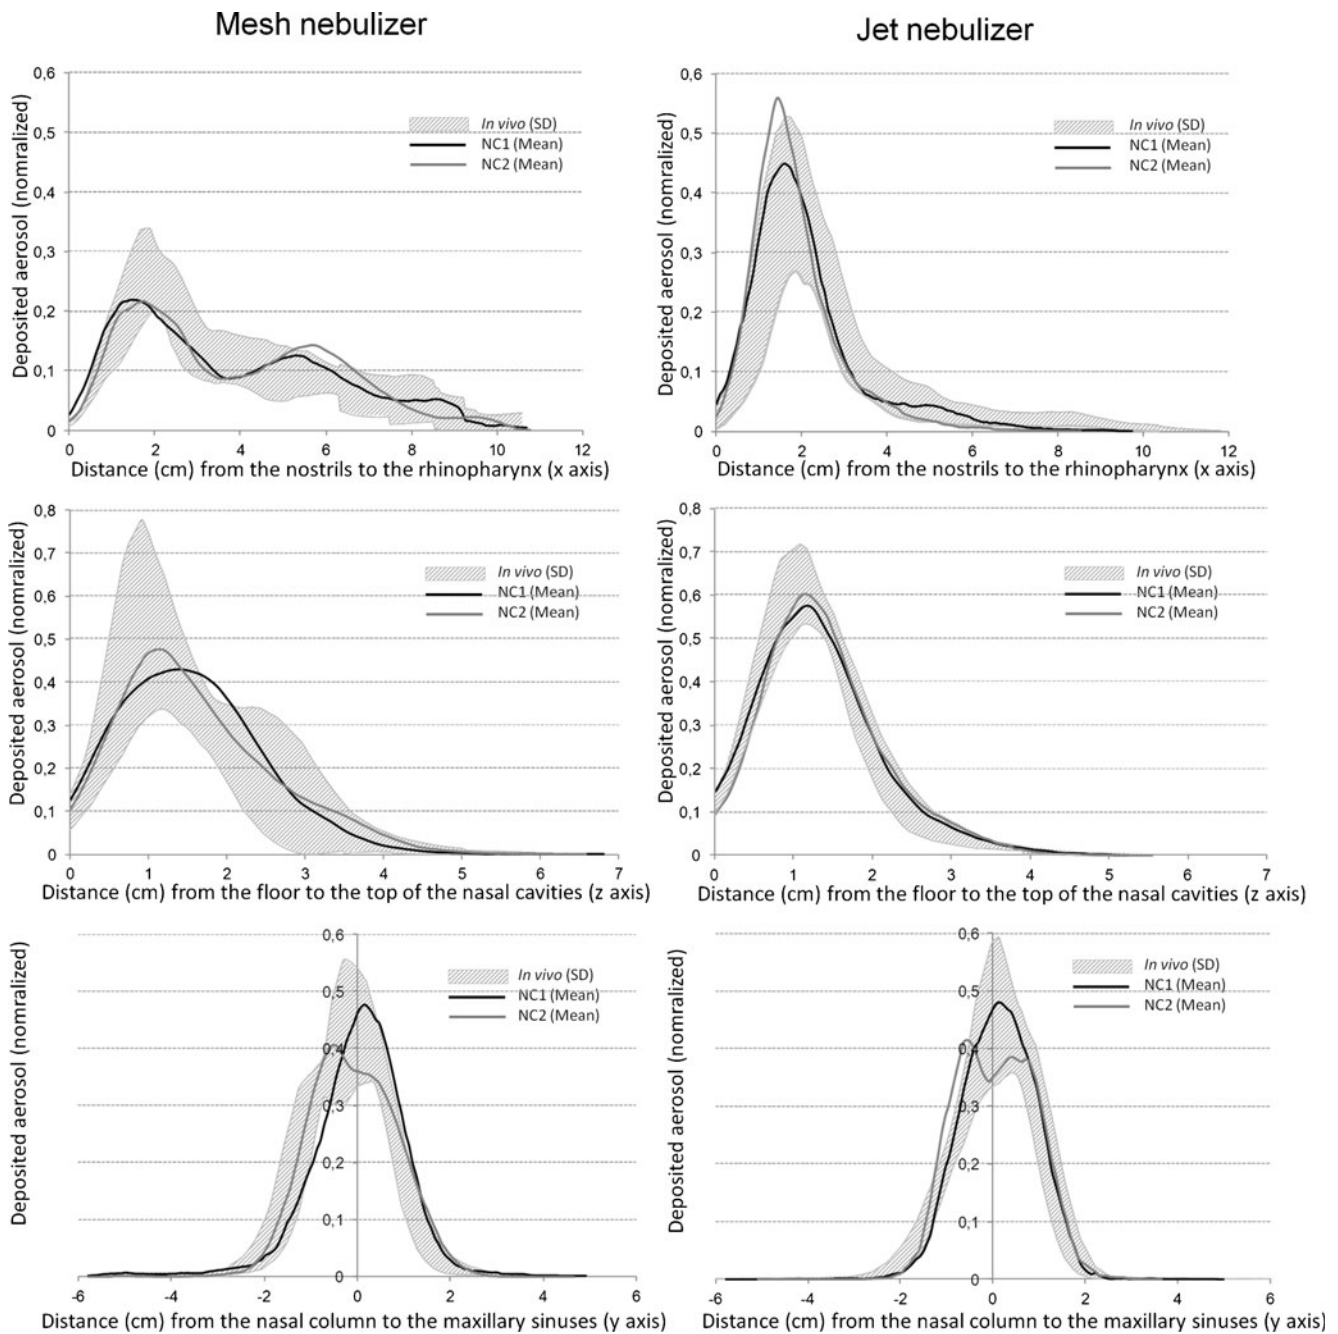 Mesh nebulizer
Jet nebulizer
0,6
0,5
0,4
0,3
0,2
0,1
0
Deposited aerosol (nomralized)
In vivo (SD)
NC1 (Mean)
NC2 (Mean)
0 2 4 6 8 10 12
Distance (cm) from the nostrils to the rhinopharynx (x axis)
0,6
0,5
0,4
0,3
0,2
0,1
0
Deposited aerosol (nomralized)
In vivo (SD)
NC1 (Mean)
NC2 (Mean)
0 2 4 6 8 10 12
Distance (cm) from the nostrils to the rhinopharynx (x axis)
0,8
0,7
0,6
0,5
0,4
0,3
0,2
0,1
0
Deposited aerosol (nomralized)
In vivo (SD)
NC1 (Mean)
NC2 (Mean)
0 1 2 3 4 5 6 7
Distance (cm) from the floor to the top of the nasal cavities (z axis)
0,8
0,7
0,6
0,5
0,4
0,3
0,2
0,1
0
Deposited aerosol (nomralized)
In vivo (SD)
NC1 (Mean)
NC2 (Mean)
0 1 2 3 4 5 6 7
Distance (cm) from the floor to the top of the nasal cavities (z axis)
0,6
0,5
0,4
0,3
0,2
0,1
0
Deposited aerosol (nomralized)
In vivo (SD)
NC1 (Mean)
NC2 (Mean)
-6 -4 -2 0 2 4 6
Distance (cm) from the nasal column to the maxillary sinuses (y axis)
0,6
0,5
0,4
0,3
0,2
0,1
0
Deposited aerosol (nomralized)
In vivo (SD)
NC1 (Mean)
NC2 (Mean)
-6 -4 -2 0 2 4 6
Distance (cm) from the nasal column to the maxillary sinuses (y axis)